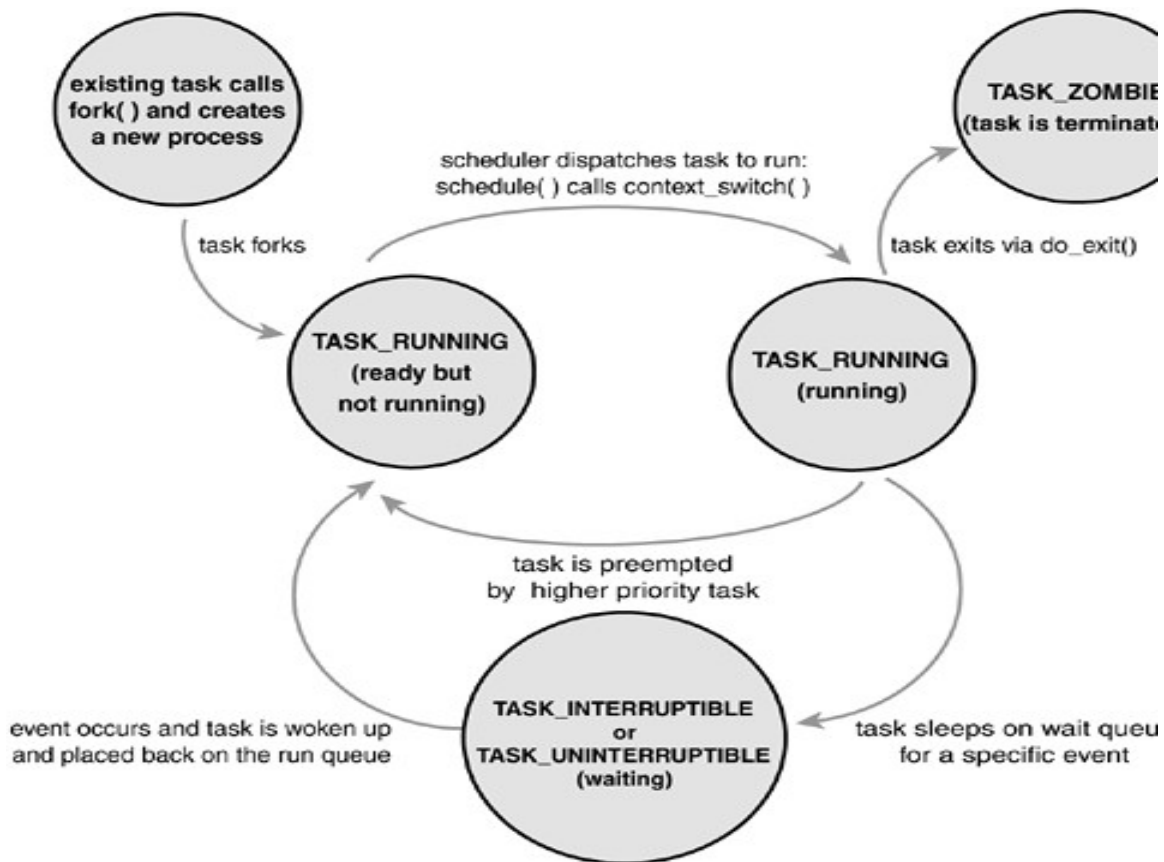 existing task calls
fork( ) and creates
a new process
TASK_ZOMBIE
(task is terminate
scheduler dispatches task to run:
schedule( ) calls context_switch( )
task forks
task exits via do_exit()
TASK_RUNNING
(ready but
not running)
TASK_RUNNING
(running)
task is preempted
by higher priority task
TASK_INTERRUPTIBLE
or
TASK_UNINTERRUPTIBLE
(waiting)
event occurs and task is woken up
and placed back on the run queue
task sleeps on wait queu
for a specific event